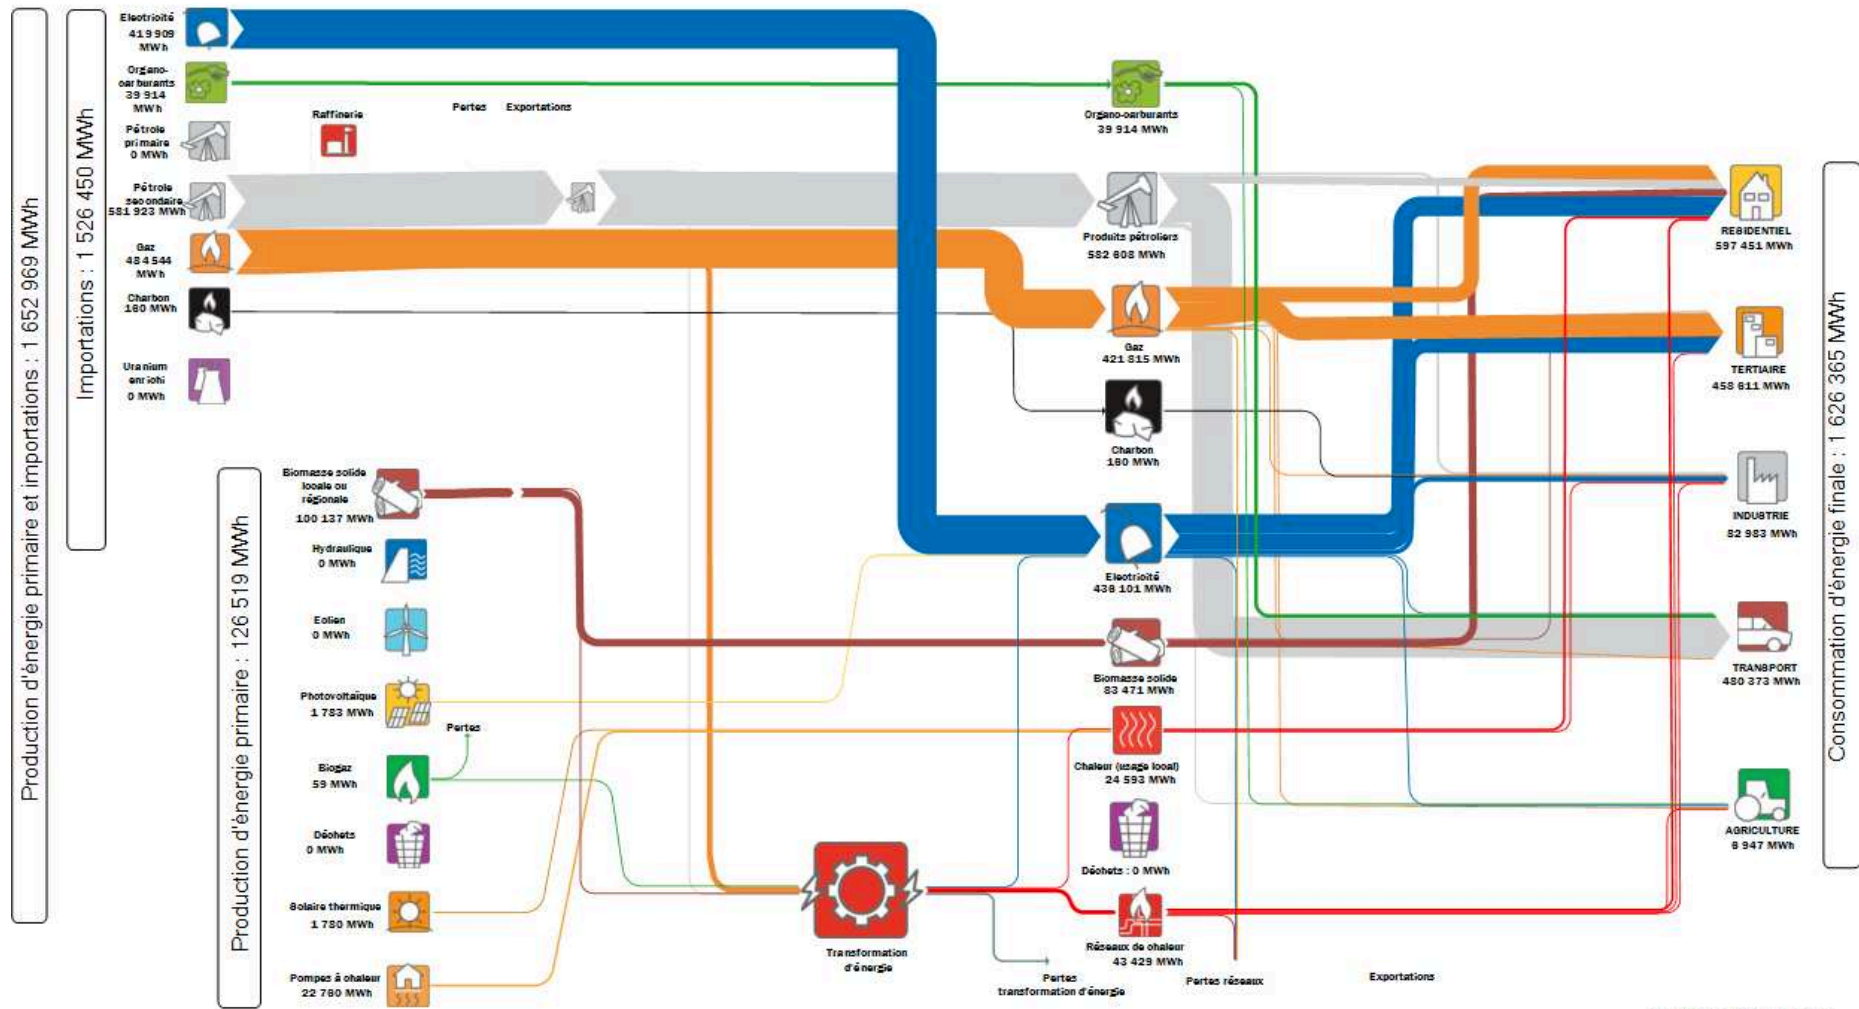 Production d'énergie primaire et importations : 1 652 969 MWh
Importations : 1 526 450 MWh
Electricité
419 909
MWh
Organo-
carburants
39 914
MWh
Pétrole
primaire
0 MWh
Pétrole
secondaire
581 923 MWh
Gaz
484 544
MWh
Charbon
160 MWh
Uranium
enrichi
0 MWh
Raffinerie
Pertes
Exportations
Production d'énergie primaire : 126 519 MWh
Biomasse solide
locale ou
régionale
100 137 MWh
Hydraulique
0 MWh
Eolien
0 MWh
Photovoltaïque
1 783 MWh
Pertes
Biogaz
59 MWh
Déchets
0 MWh
Solaire thermique
1 780 MWh
Pompes à chaleur
22 760 MWh
Transformation
d'énergie
Organo-carburants
39 914 MWh
Produits pétroliers
582 608 MWh
Gaz
421 815 MWh
Charbon
160 MWh
Electricité
438 101 MWh
Biomasse solide
83 471 MWh
Chaleur (usage local)
24 593 MWh
Déchets : 0 MWh
Réseaux de chaleur
43 429 MWh
Pertes
transformation d'énergie
Pertes réseaux
Exportations
RESIDENTIEL
597 451 MWh
TERTIAIRE
458 611 MWh
INDUSTRIE
82 983 MWh
TRANSPORT
480 373 MWh
AGRICULTURE
6 947 MWh
Consommation d'énergie finale : 1 626 365 MWh